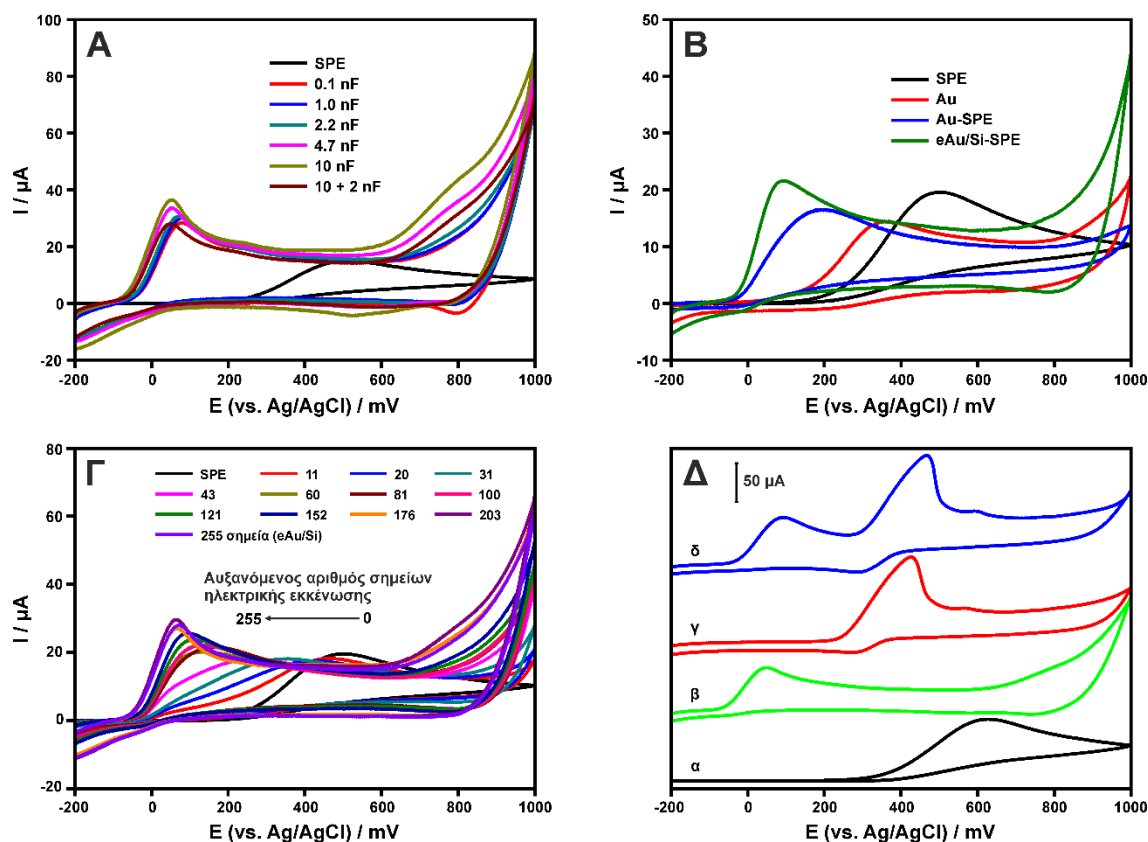 A
I / μA
100
80
60
40
20
0
-20
SPE
0.1 nF
1.0 nF
2.2 nF
4.7 nF
10 nF
10 + 2 nF
-200 0 200 400 600 800 1000
E (vs. Ag/AgCl) / mV
B
I / μA
50
40
30
20
10
0
-10
SPE
Au
Au-SPE
eAu/Si-SPE
-200 0 200 400 600 800 1000
E (vs. Ag/AgCl) / mV
Γ
I / μA
80
60
40
20
0
-20
SPE 11 20 31
43 60 81 100
121 152 176 203
255 σημεία (eAu/Si)
Αυξανόμενος αριθμός σημείων
ηλεκτρικής εκκένωσης
255 0
-200 0 200 400 600 800 1000
E (vs. Ag/AgCl) / mV
Δ
50 μA
δ
γ
β
α
-200 0 200 400 600 800 1000
E (vs. Ag/AgCl) / mV